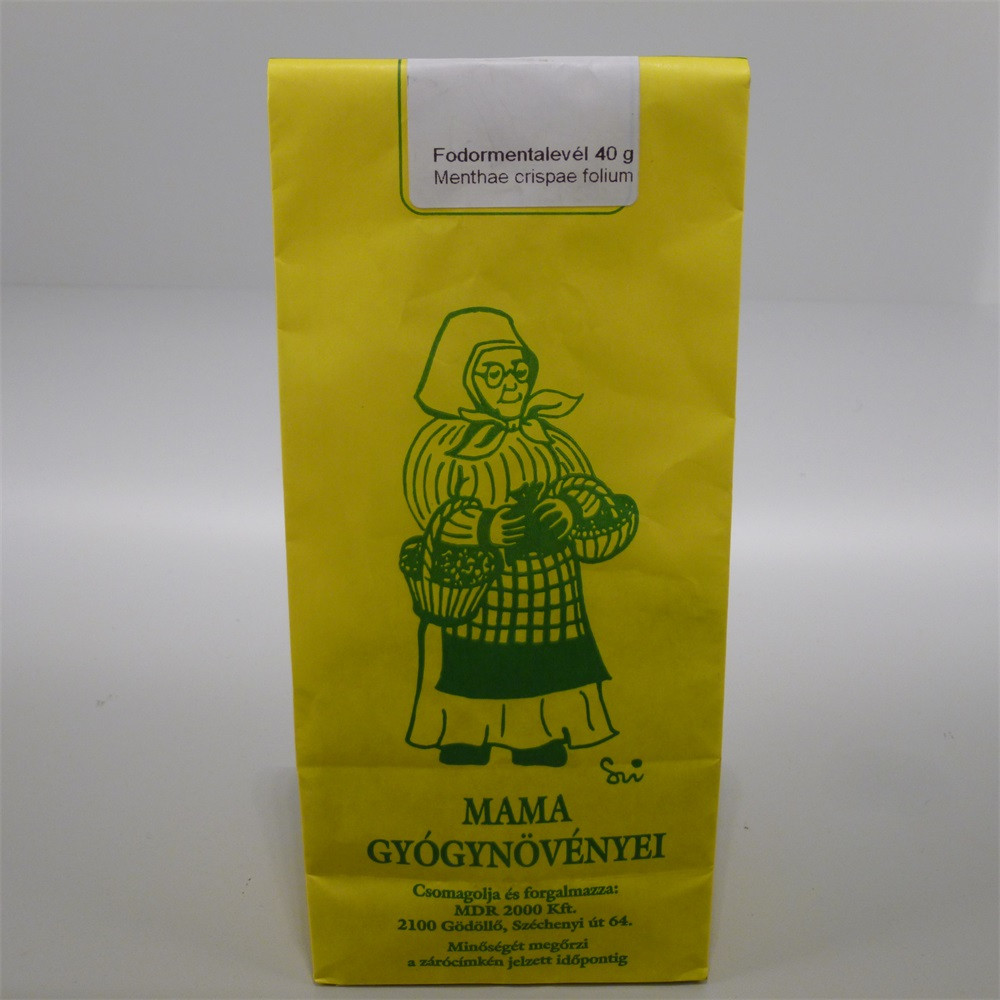 Fodormentalevél 40 g
Menthae crispae folium
Sui
MAMA
GYÓGYNÖVÉNYEI
Csomagolja és forgalmazza:
MDR 2000 Kft.
2100 Gödöllő, Széchenyi út 64.
Minőségét megőrzi
a zárócímkén jelzett időpontig